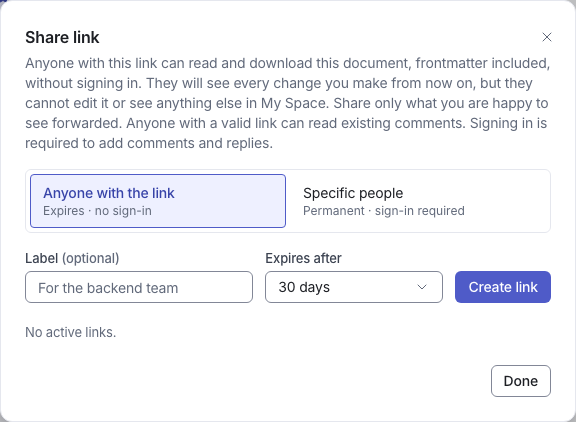 Share link
Anyone with this link can read and download this document, frontmatter included,
without signing in. They will see every change you make from now on, but they
cannot edit it or see anything else in My Space. Share only what you are happy to
see forwarded. Anyone with a valid link can read existing comments. Signing in is
required to add comments and replies.
Anyone with the link
Expires · no sign-in
Specific people
Permanent · sign-in required
Label (optional)
For the backend team
Expires after
30 days
Create link
No active links.
Done